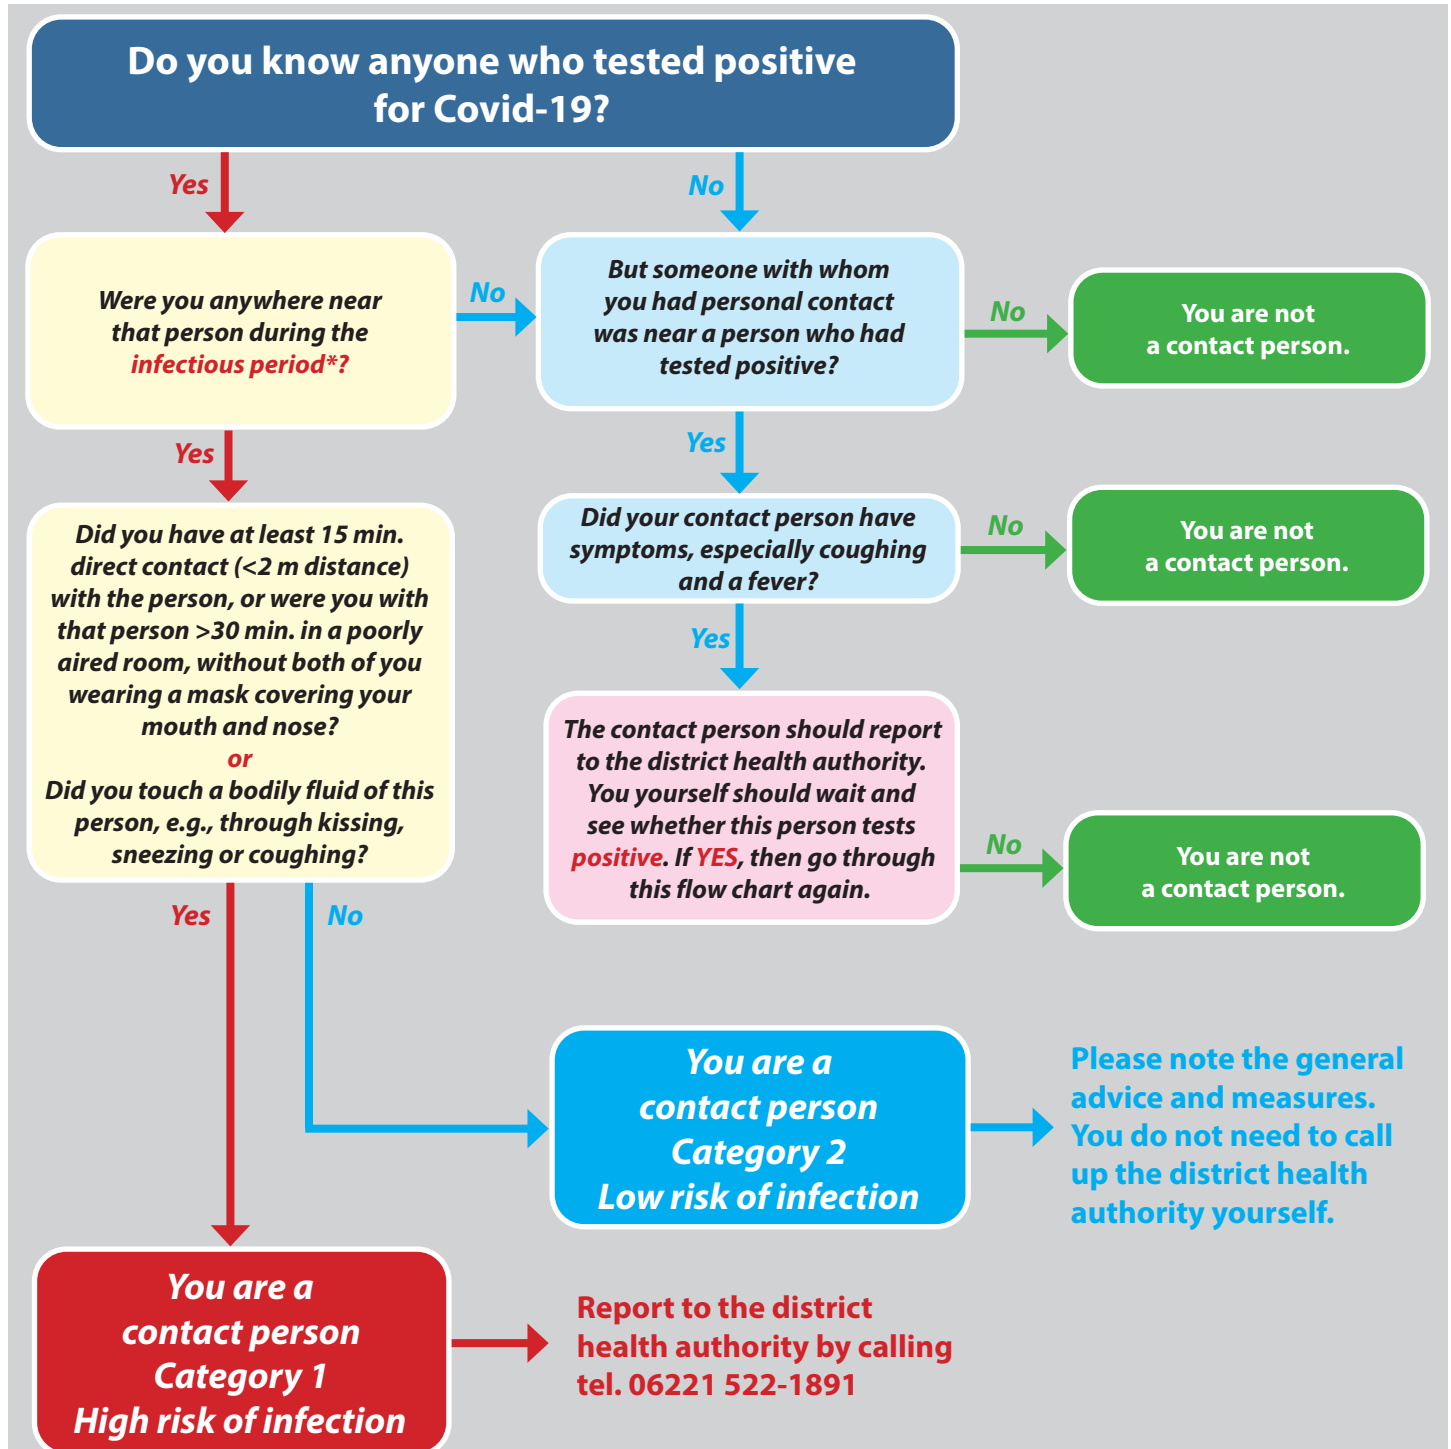 Do you know anyone who tested positive
for Covid-19?
Yes
No
Were you anywhere near
that person during the
infectious period*?
No
But someone with whom
you had personal contact
was near a person who had
tested positive?
No
You are not
a contact person.
Yes
Yes
Did you have at least 15 min.
direct contact (<2 m distance)
with the person, or were you with
that person >30 min. in a poorly
aired room, without both of you
wearing a mask covering your
mouth and nose?
or
Did you touch a bodily fluid of this
person, e.g., through kissing,
sneezing or coughing?
Did your contact person have
symptoms, especially coughing
and a fever?
No
You are not
a contact person.
Yes
The contact person should report
to the district health authority.
You yourself should wait and
see whether this person tests
positive. If YES, then go through
this flow chart again.
No
You are not
a contact person.
Yes
No
You are a
contact person
Category 2
Low risk of infection
Please note the general
advice and measures.
You do not need to call
up the district health
authority yourself.
You are a
contact person
Category 1
High risk of infection
Report to the district
health authority by calling
tel. 06221 522-1891